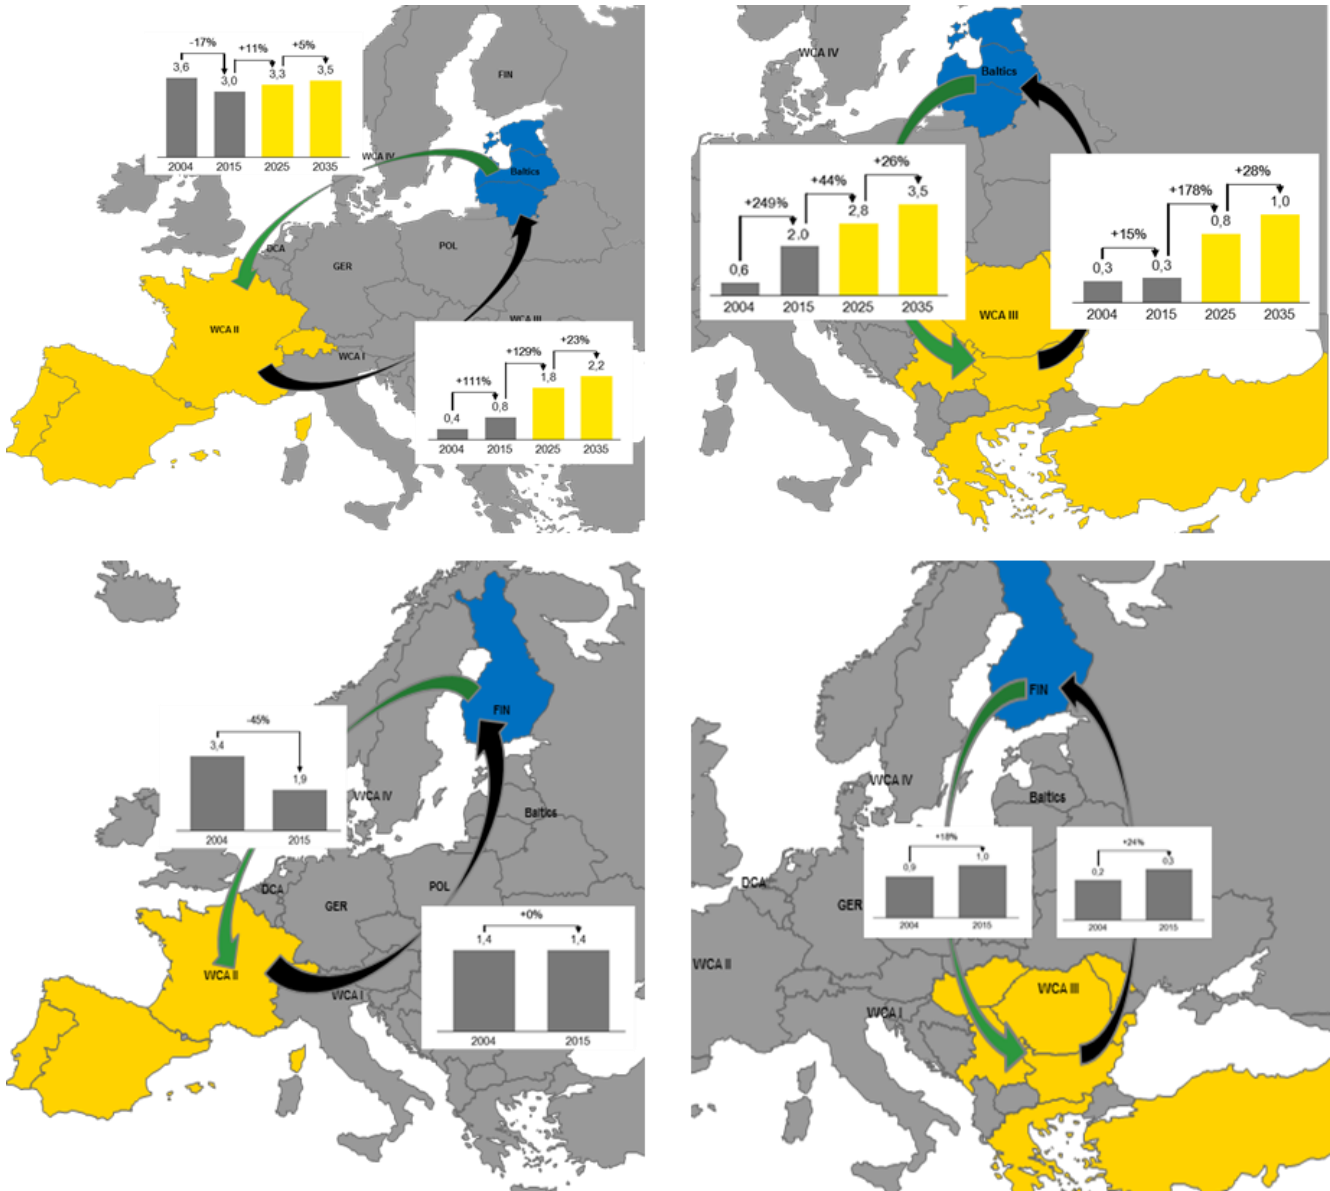 -17%
+11%
+5%
3,6
3,0
3,3
3,5
2004
2015
2025
2035
FIN
WCA IV
Baltics
DCA
GER
POL
WCA II
WCA I
WCA III
+111%
+129%
+23%
0,4
0,8
1,8
2,2
2004
2015
2025
2035
WCA IV
Baltics
+249%
+44%
+26%
0,6
2,0
2,8
3,5
2004
2015
2025
2035
+15%
+178%
+28%
0,3
0,3
0,8
1,0
2004
2015
2025
2035
WCA III
FIN
-45%
3,4
1,9
2004
2015
WCA IV
Baltics
DCA
GER
POL
WCA II
WCA I
+0%
1,4
1,4
2004
2015
FIN
WCA IV
Baltics
DCA
GER
+18%
0,9
1,0
2004
2015
+24%
0,2
0,3
2004
2015
WCA II
WCA III
WCA I